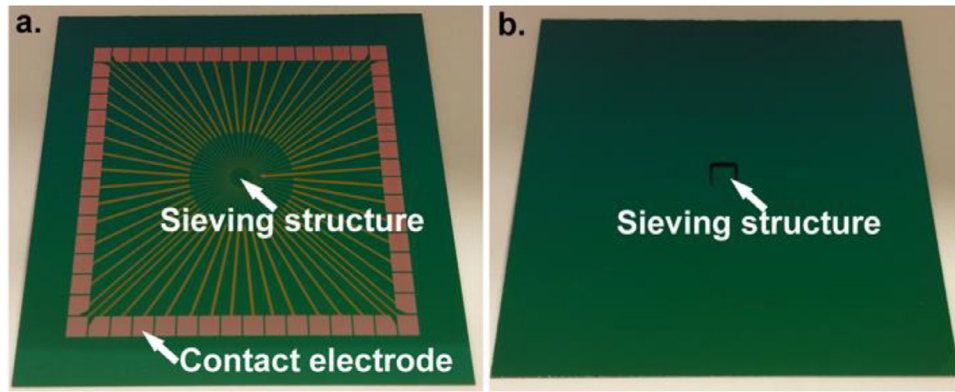 a.
Sieving structure
Contact electrode
b.
Sieving structure